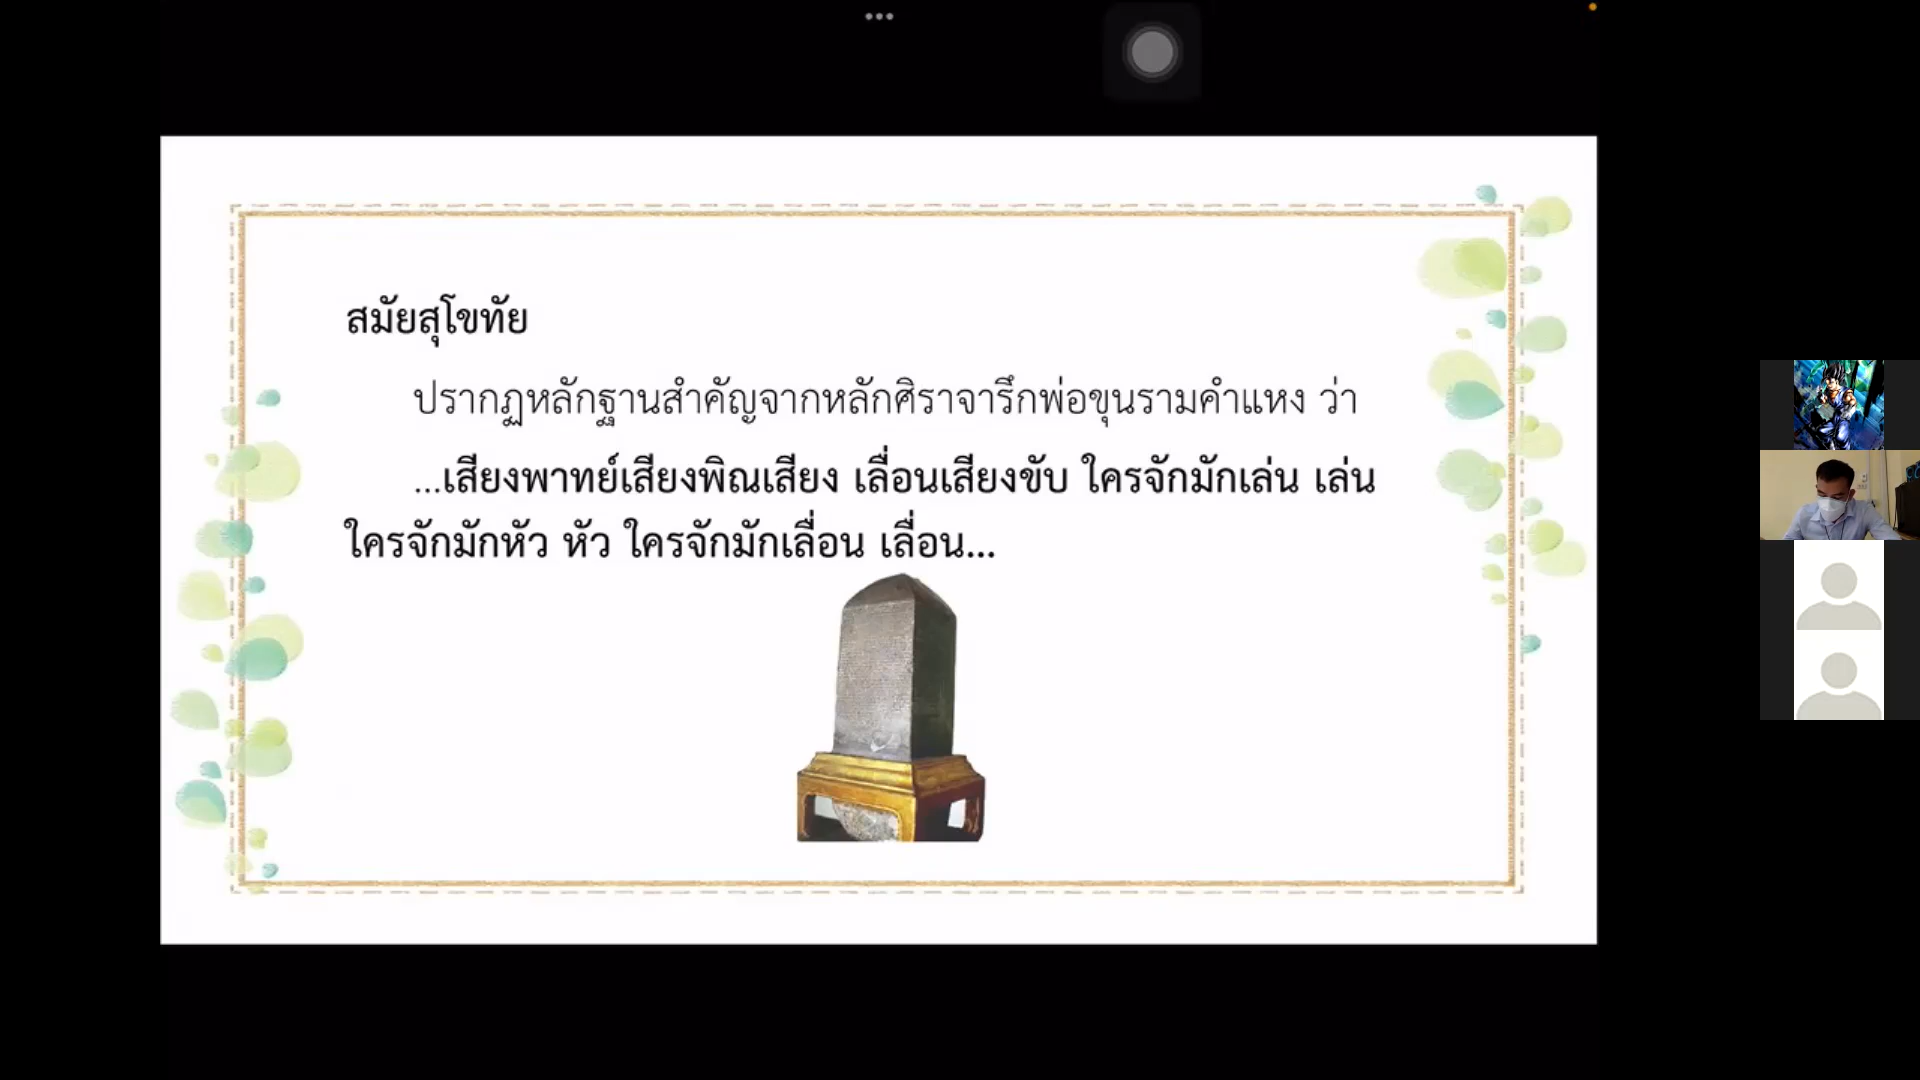 สมัยสุโขทัย
ปรากฏหลักฐานสำคัญจากหลักศิราจารึกพ่อขุนรามคำแหง ว่า
...เสียงพาทย์เสียงพิณเสียง เลื่อนเสียงขับ ใครจักมักเล่น เล่น
ใครจักมักหัว หัว ใครจักมักเลื่อน เลื่อน...